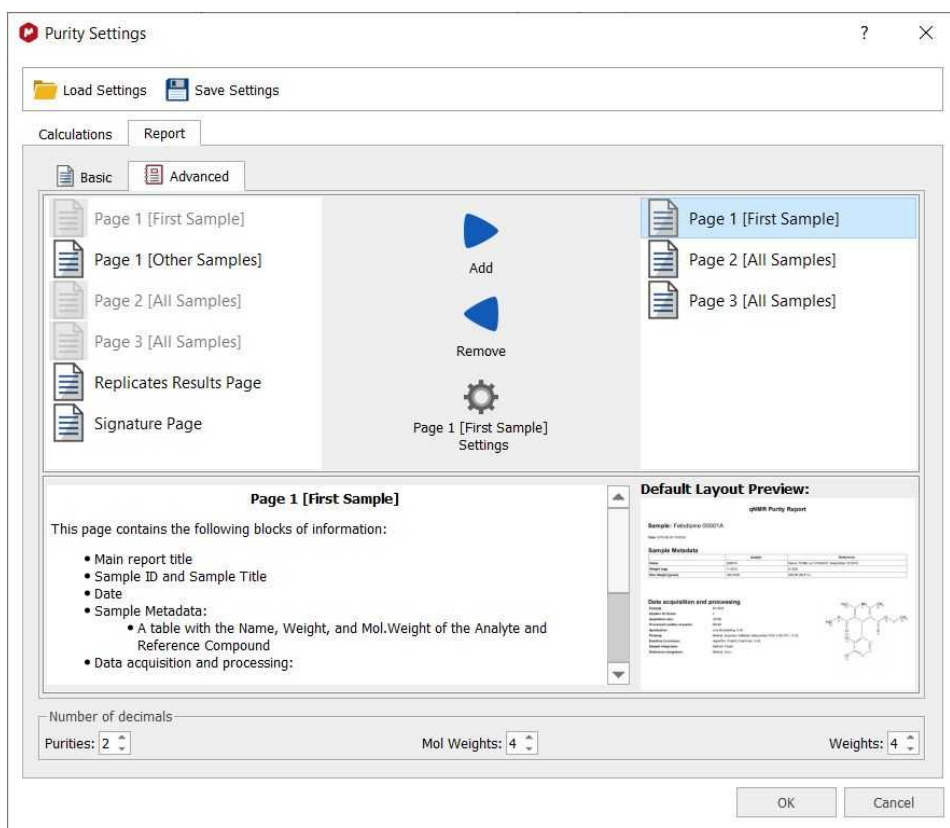 Purity Settings
? 
Load Settings
Save Settings
Calculations
Report
Basic
Advanced
Page 1 [First Sample]
Page 1 [Other Samples]
Page 2 [All Samples]
Page 3 [All Samples]
Replicates Results Page
Signature Page
Add
Remove
Page 1 [First Sample]
Settings
Page 1 [First Sample]
Page 2 [All Samples]
Page 3 [All Samples]
Page 1 [First Sample]
This page contains the following blocks of information:
• Main report title
• Sample ID and Sample Title
• Date
• Sample Metadata:
• A table with the Name, Weight, and Mol.Weight of the Analyte and
Reference Compound
• Data acquisition and processing:
Default Layout Preview:
qNMR Purity Report
Sample:
Sample Metadata
Data acquisition and processing
Number of decimals
Purities: 2
Mol Weights: 4
Weights: 4
OK
Cancel